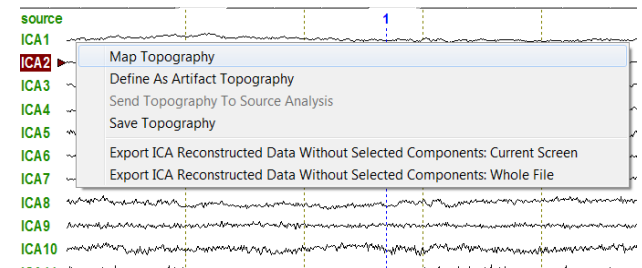 source
1
ICA1
ICA2
Map Topography
ICA3
Define As Artifact Topography
ICA4
Send Topography To Source Analysis
Save Topography
ICA5
ICA6
Export ICA Reconstructed Data Without Selected Components: Current Screen
ICA7
Export ICA Reconstructed Data Without Selected Components: Whole File
ICA8
ICA9
ICA10